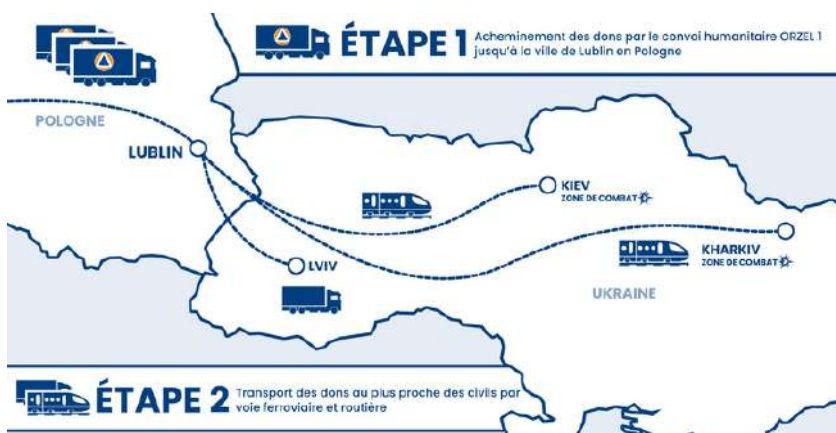 ÉTAPE 1
Acheminement des dons par le convoi humanitaire ORZEL 1
jusqu'à la ville de Lublin en Pologne
POLOGNE
LUBLIN
KIEV
ZONE DE COMBAT
LVIV
KHARKIV
ZONE DE COMBAT
UKRAINE
ÉTAPE 2
Transport des dons au plus proche des civils par
voie ferroviaire et routière